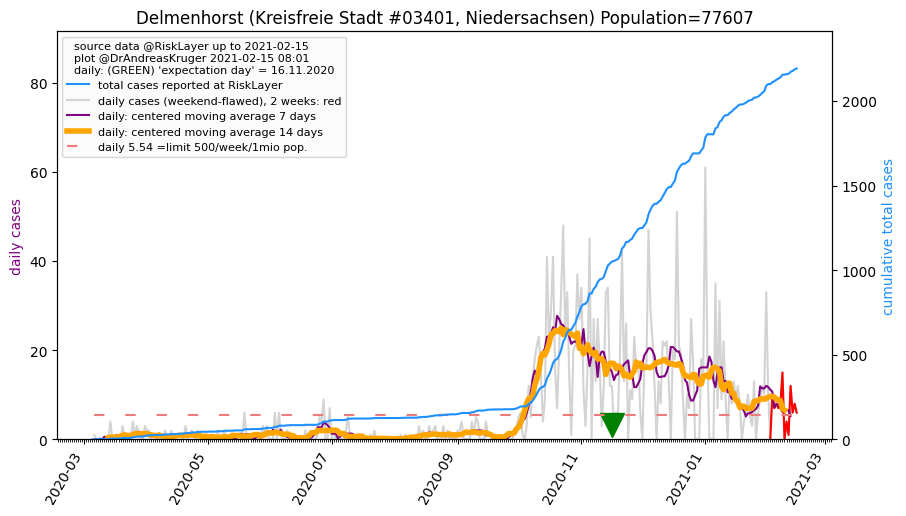 Delmenhorst (Kreisfreie Stadt #03401, Niedersachsen) Population=77607
source data @RiskLayer up to 2021-02-15
plot @DrAndreasKruger 2021-02-15 08:01
daily: (GREEN) 'expectation day' = 16.11.2020
total cases reported at RiskLayer
daily cases (weekend-flawed), 2 weeks: red
daily: centered moving average 7 days
daily: centered moving average 14 days
daily 5.54 =limit 500/week/1mio pop.
daily cases
80
60
40
20
0
cumulative total cases
2000
1500
1000
500
0
2020-03
2020-05
2020-07
2020-09
2020-11
2021-01
2021-03